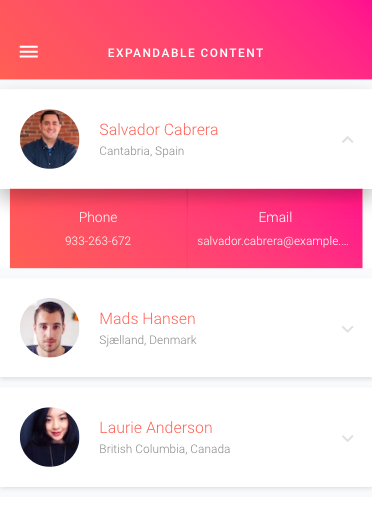 EXPANDABLE CONTENT
Salvador Cabrera
Cantabria, Spain
Phone
Email
933-263-672
salvador.cabrera@example....
Mads Hansen
Sjælland, Denmark
Laurie Anderson
British Columbia, Canada